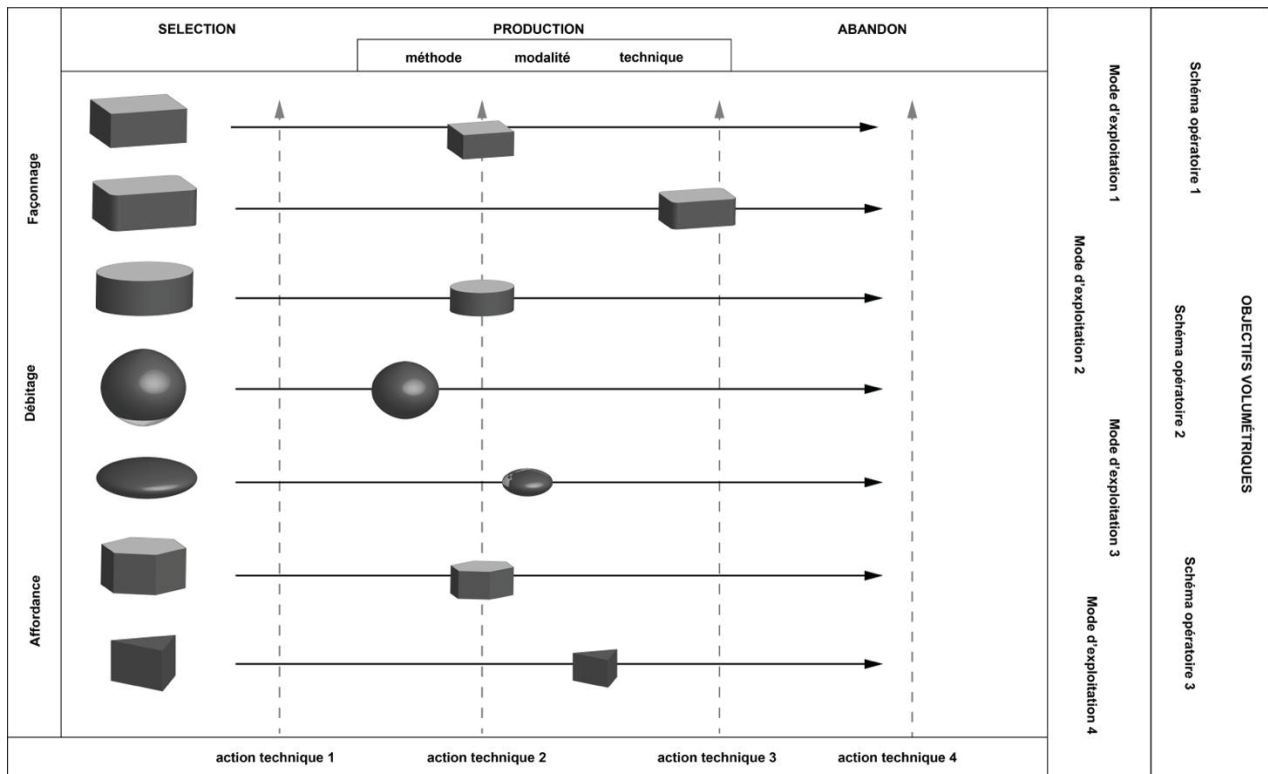 SELECTION
PRODUCTION
ABANDON
méthode
modalité
technique
Façonnage
Débitage
Affordance
action technique 1
action technique 2
action technique 3
action technique 4
Mode d'exploitation 1
Mode d'exploitation 2
Mode d'exploitation 3
Mode d'exploitation 4
Schéma opératoire 1
Schéma opératoire 2
Schéma opératoire 3
OBJECTIFS VOLUMÉTRIQUES